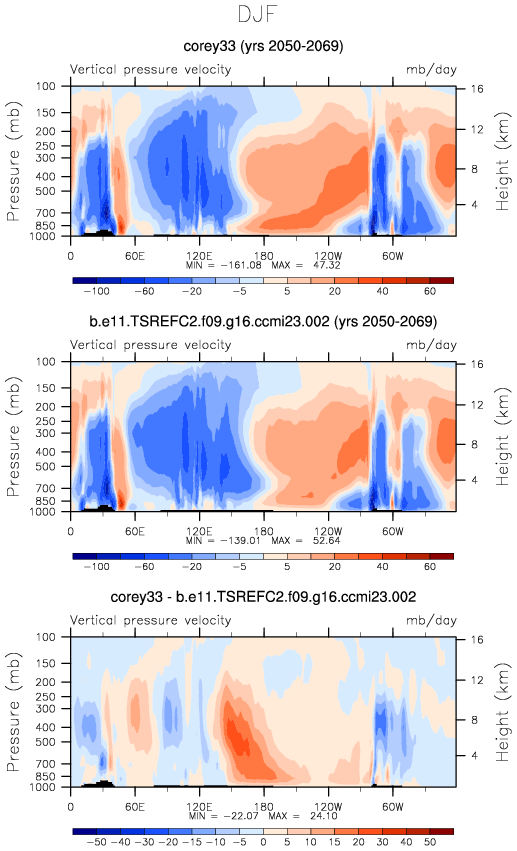 DJF
corey33 (yrs 2050-2069)
Vertical pressure velocity mb/day
Pressure (mb)
Height (km)
100
150
200
250
300
400
500
700
850
1000
16
12
8
4
0 60E 120E 180 120W 60W
MIN = -161.08 MAX = 47.32
-100 -60 -20 -5 5 20 40 60
b.e11.TSREFC2.f09.g16.ccmi23.002 (yrs 2050-2069)
Vertical pressure velocity mb/day
Pressure (mb)
Height (km)
100
150
200
250
300
400
500
700
850
1000
16
12
8
4
0 60E 120E 180 120W 60W
MIN = -139.01 MAX = 52.64
-100 -60 -20 -5 5 20 40 60
corey33 - b.e11.TSREFC2.f09.g16.ccmi23.002
Vertical pressure velocity mb/day
Pressure (mb)
Height (km)
100
150
200
250
300
400
500
700
850
1000
16
12
8
4
0 60E 120E 180 120W 60W
MIN = -22.07 MAX = 24.10
-50 -40 -30 -20 -15 -10 -5 0 5 10 15 20 30 40 50